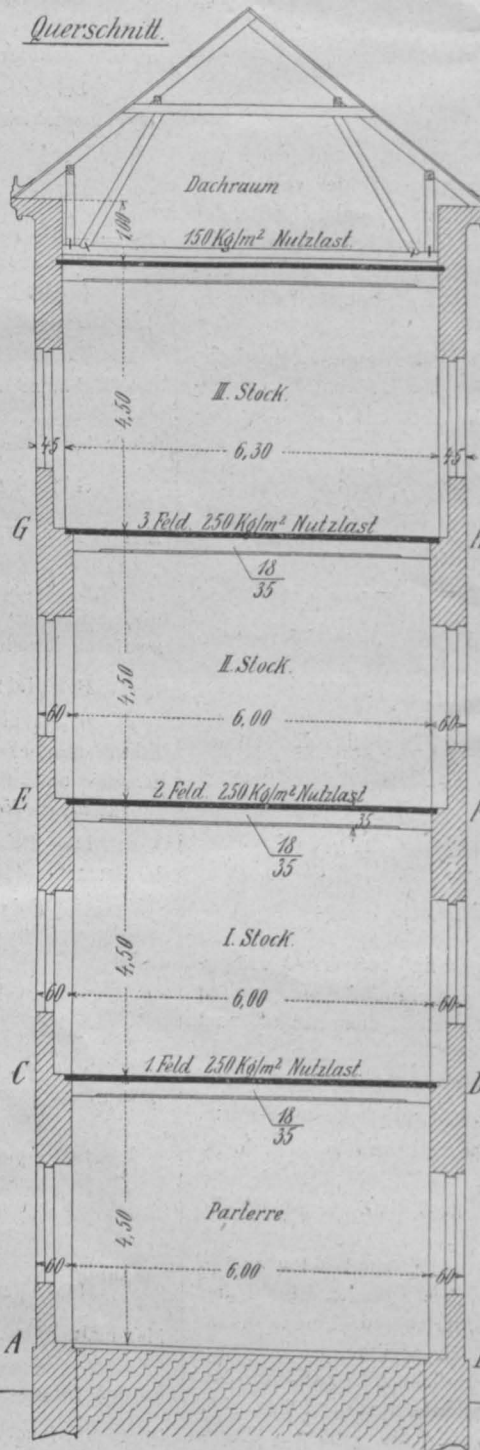 Querschnitt.
Dachraum
1,00
150 Kg/m² Nutzlast.
III. Stock.
4,50
45
6,30
45
G
3 Feld. 250 Kg/m² Nutzlast
18
35
II. Stock.
4,50
60
6,00
60
E
2 Feld. 250 Kg/m² Nutzlast
35
18
35
I. Stock.
4,50
60
6,00
60
C
1. Feld 250 Kg/m² Nutzlast.
D
18
35
Parterre
4,50
60
6,00
60
A